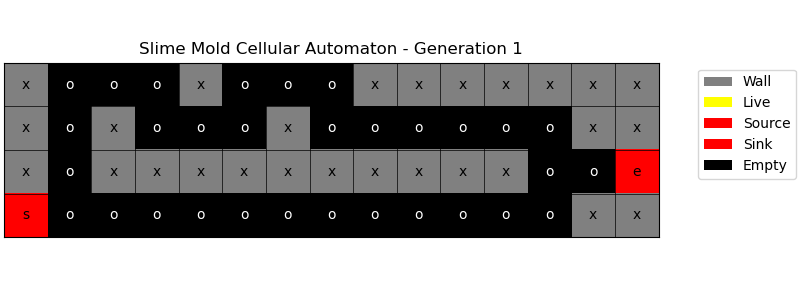 Slime Mold Cellular Automaton - Generation 1
x o o o x o o o x x x x x x x
x o x o o o x o o o o o o x x
x o x x x x x x x x x x o o e
s o o o o o o o o o o o o x x
Wall
Live
Source
Sink
Empty